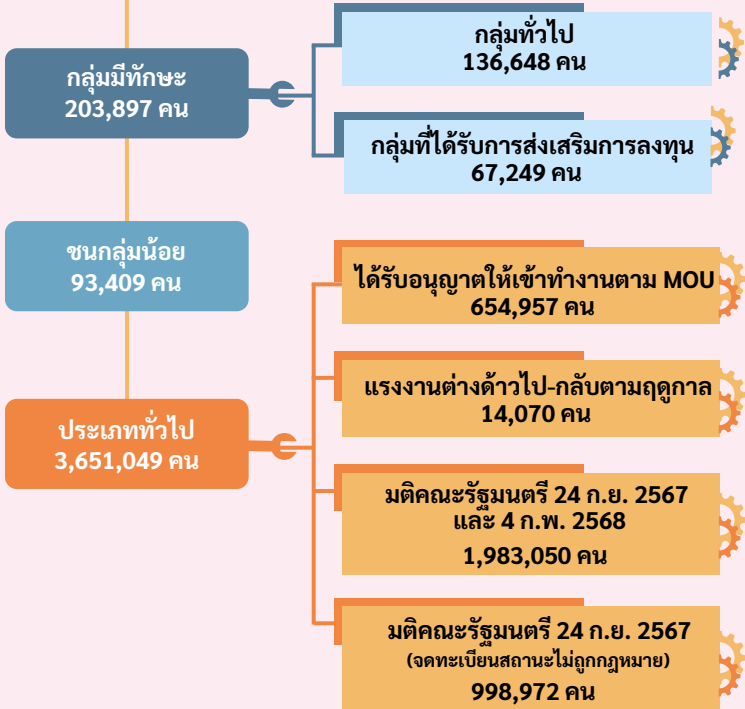 กลุ่มมีทักษะ
203,897 คน
กลุ่มทั่วไป
136,648 คน
กลุ่มที่ได้รับการส่งเสริมการลงทุน
67,249 คน
ชนกลุ่มน้อย
93,409 คน
ประเภททั่วไป
3,651,049 คน
ได้รับอนุญาตให้เข้าทำงานตาม MOU
654,957 คน
แรงงานต่างด้าวไป-กลับตามฤดูกาล
14,070 คน
มติคณะรัฐมนตรี 24 ก.ย. 2567
และ 4 ก.พ. 2568
1,983,050 คน
มติคณะรัฐมนตรี 24 ก.ย. 2567
(จดทะเบียนสถานะไม่ถูกกฎหมาย)
998,972 คน